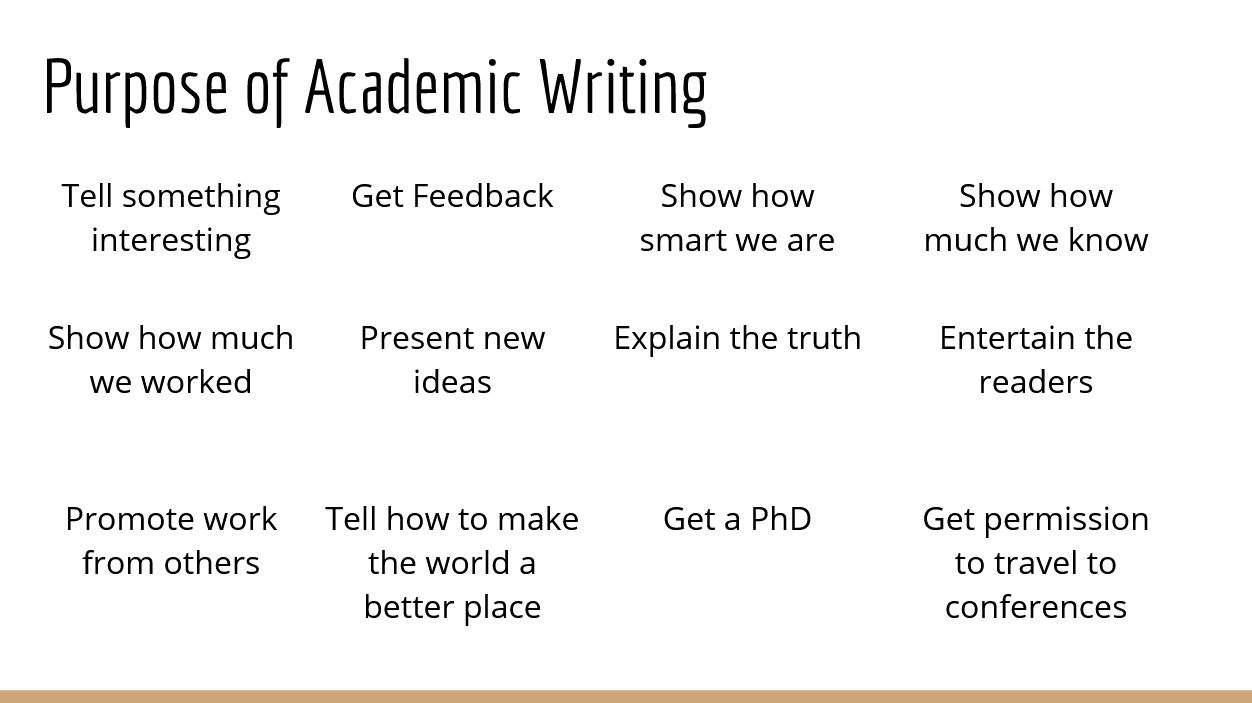 Purpose of Academic Writing
Tell something
interesting
Get Feedback
Show how
smart we are
Show how
much we know
Show how much
we worked
Present new
ideas
Explain the truth
Entertain the
readers
Promote work
from others
Tell how to make
the world a
better place
Get a PhD
Get permission
to travel to
conferences